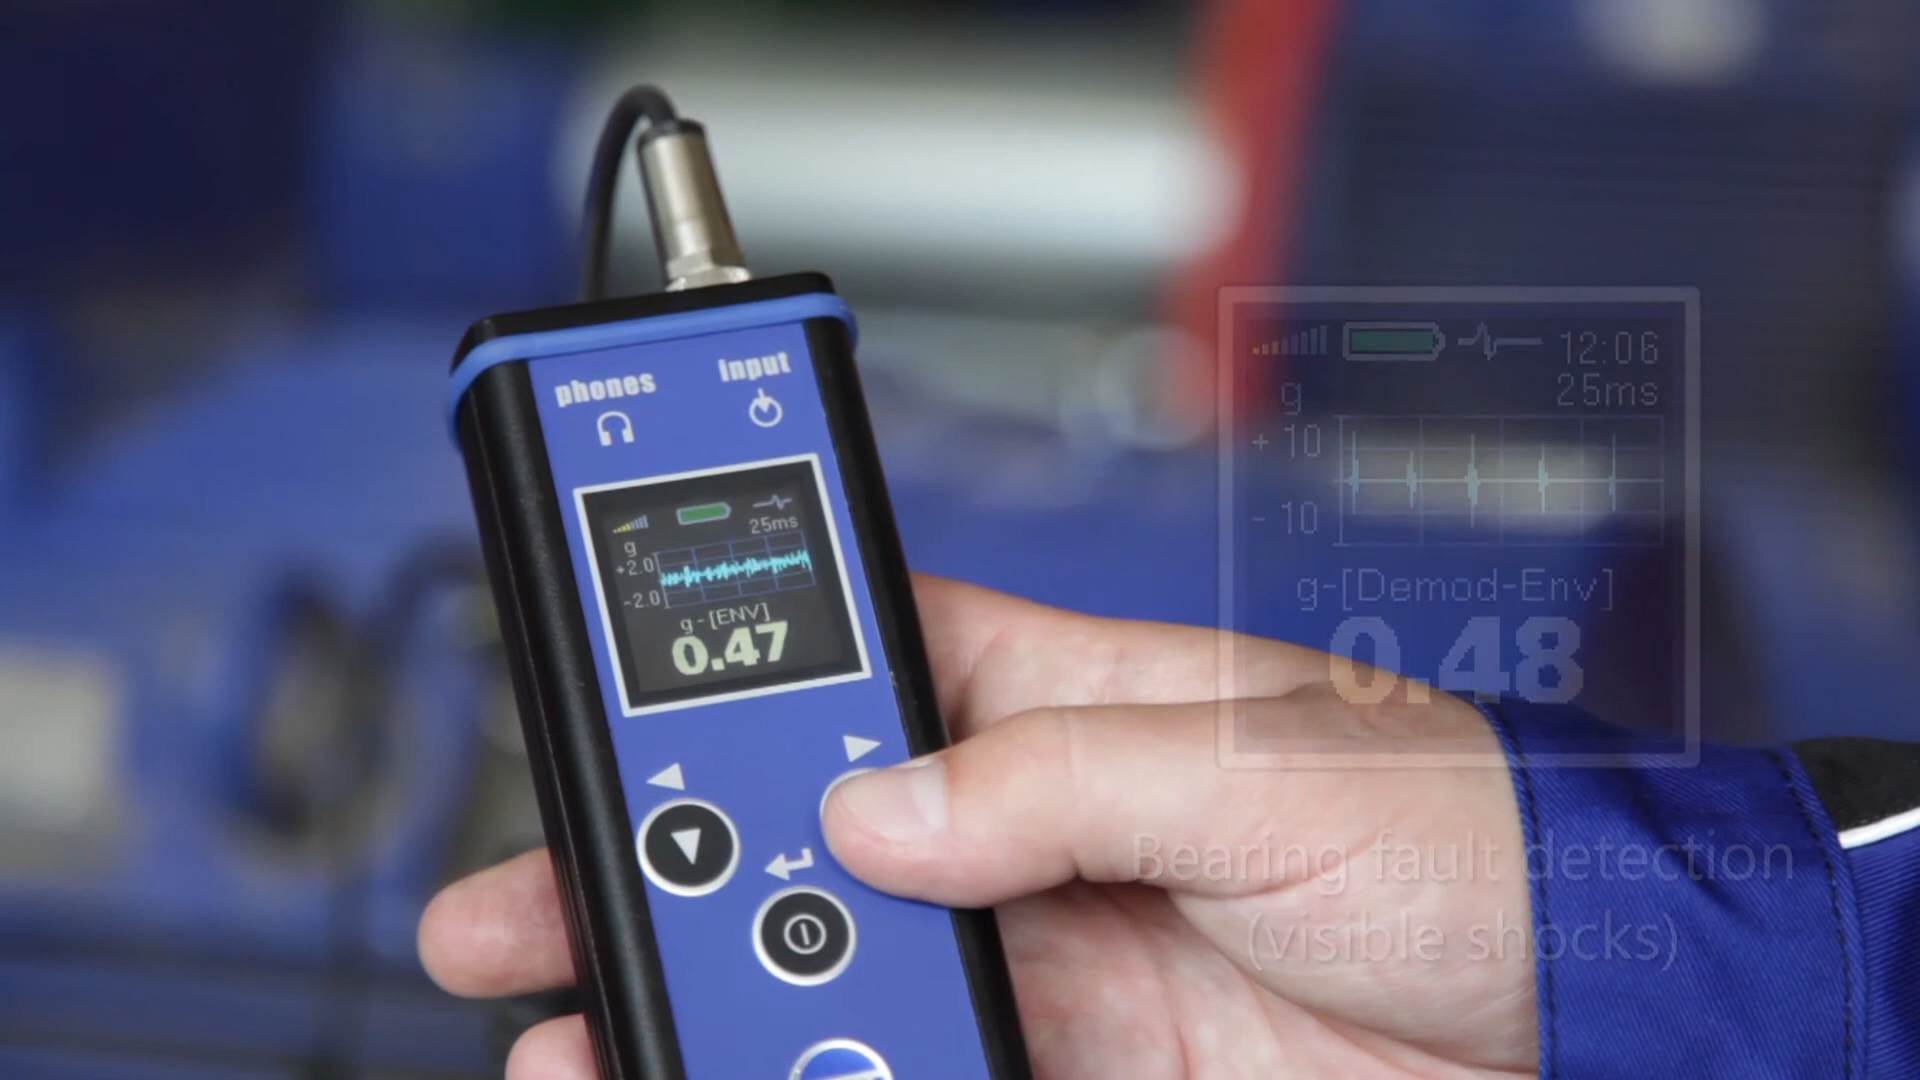 phones
input
25ms
g
+2.0
-2.0
g-[ENV]
0.47
12:06
25ms
g
+ 10
- 10
g-[Demod-Env]
0.48
Bearing fault detection
(visible shocks)